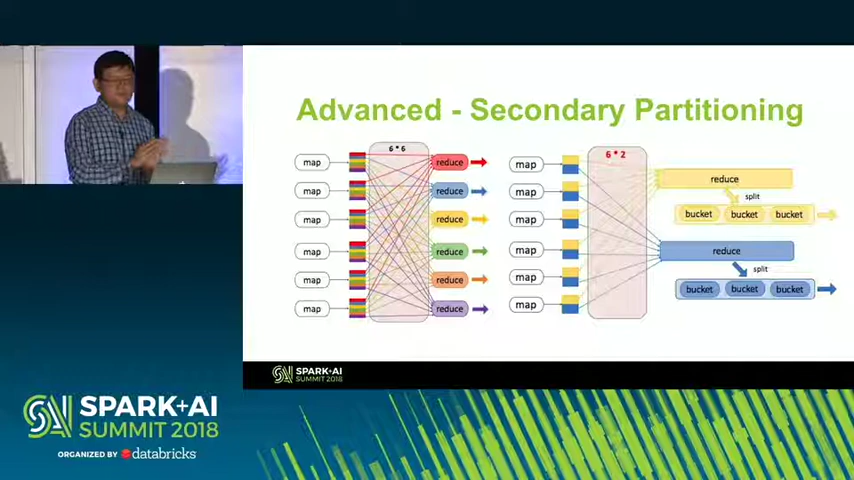 Advanced - Secondary Partitioning
6 * 6
map
map
map
map
map
map
reduce
reduce
reduce
reduce
reduce
reduce
6 * 2
map
map
map
map
map
map
reduce
split
bucket bucket bucket
reduce
split
bucket bucket bucket
SPARK+AI
SUMMIT 2018
SPARK+AI
SUMMIT 2018
ORGANIZED BY databricks